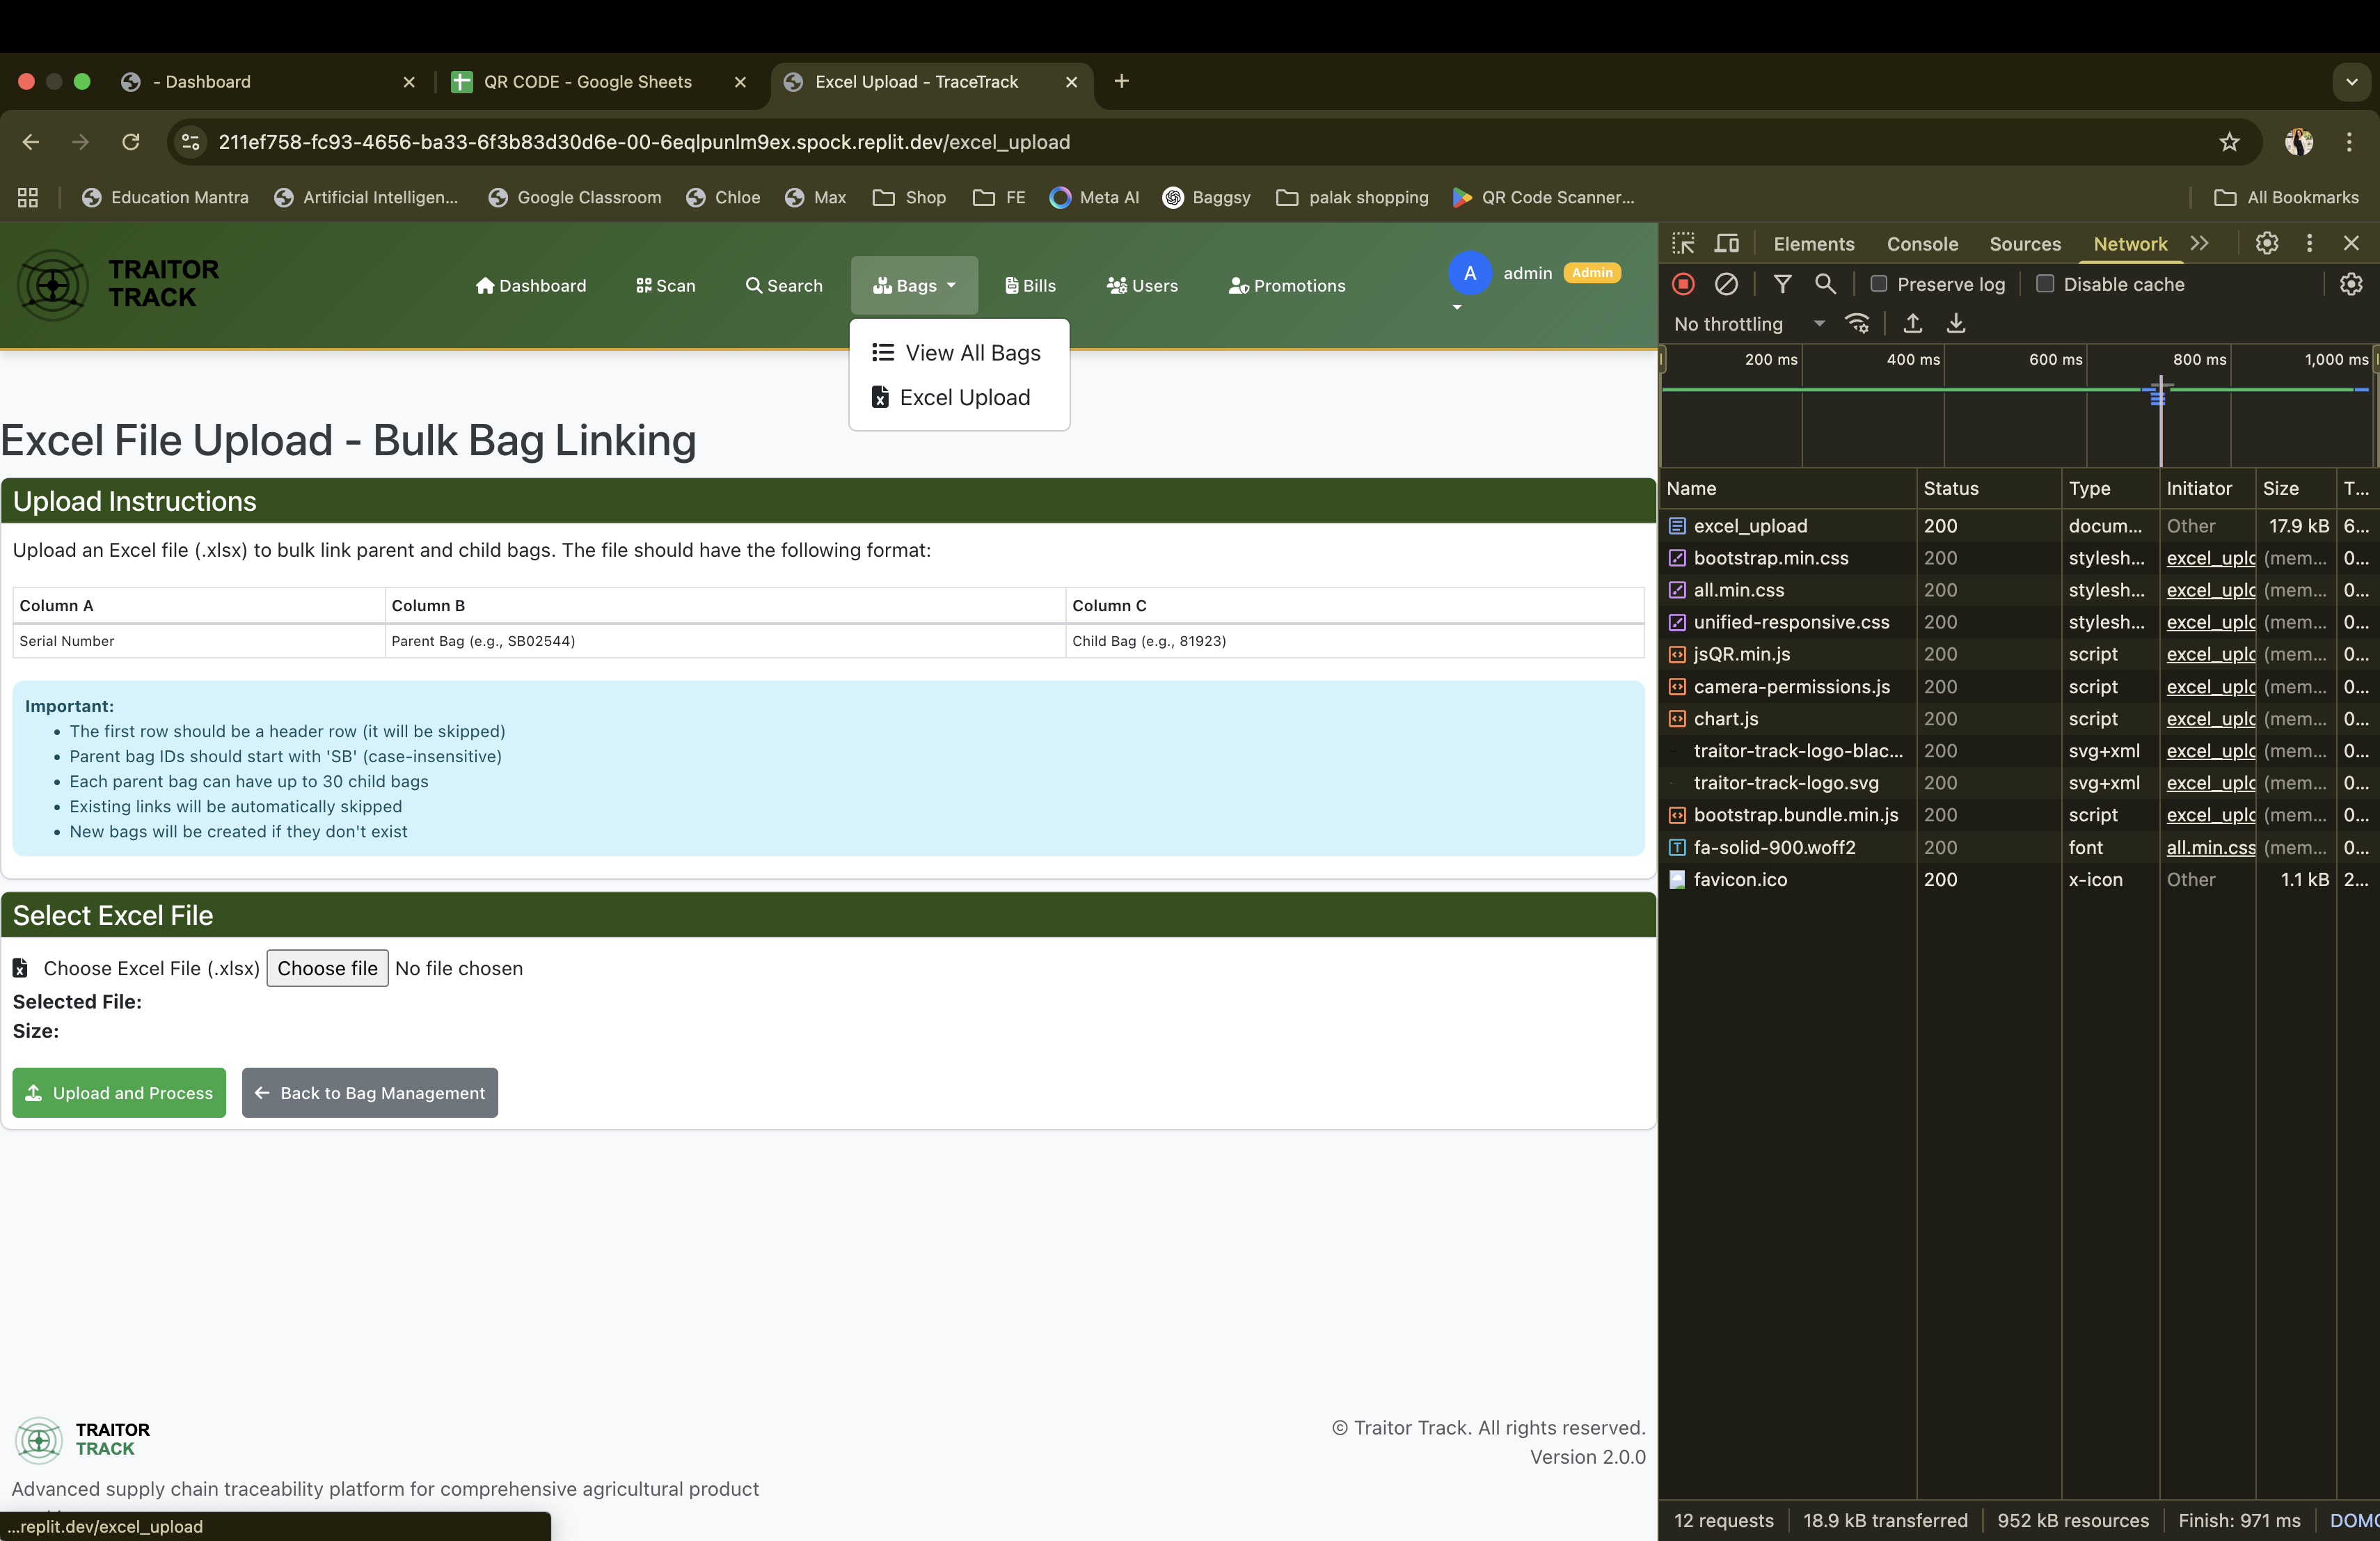 - Dashboard
QR CODE - Google Sheets
Excel Upload - TraceTrack
211ef758-fc93-4656-ba33-6f3b83d30d6e-00-6eqlpunlm9ex.spock.replit.dev/excel_upload
Education Mantra
Artificial Intelligen...
Google Classroom
Chloe
Max
Shop
FE
Meta AI
Baggsy
palak shopping
QR Code Scanner...
All Bookmarks
TRAITOR
TRACK
Dashboard
Scan
Search
Bags
Bills
Users
Promotions
A
admin
Admin
View All Bags
Excel Upload
Excel File Upload - Bulk Bag Linking
Upload Instructions
Upload an Excel file (.xlsx) to bulk link parent and child bags. The file should have the following format:
Column A Column B Column C
Serial Number Parent Bag (e.g., SB02544) Child Bag (e.g., 81923)
Important:
• The first row should be a header row (it will be skipped)
• Parent bag IDs should start with 'SB' (case-insensitive)
• Each parent bag can have up to 30 child bags
• Existing links will be automatically skipped
• New bags will be created if they don't exist
Select Excel File
Choose Excel File (.xlsx) Choose file No file chosen
Selected File:
Size:
Upload and Process
Back to Bag Management
TRAITOR
TRACK
© Traitor Track. All rights reserved.
Version 2.0.0
Advanced supply chain traceability platform for comprehensive agricultural product
...replit.dev/excel_upload
Elements Console Sources Network
Preserve log Disable cache
No throttling
200 ms 400 ms 600 ms 800 ms 1,000 ms
Name Status Type Initiator Size T...
excel_upload 200 docum... Other 17.9 kB 6...
bootstrap.min.css 200 stylesh... excel_uplo (mem... 0...
all.min.css 200 stylesh... excel_uplo (mem... 0...
unified-responsive.css 200 stylesh... excel_uplo (mem... 0...
jsQR.min.js 200 script excel_uplo (mem... 0...
camera-permissions.js 200 script excel_uplo (mem... 0...
chart.js 200 script excel_uplo (mem... 0...
traitor-track-logo-blac... 200 svg+xml excel_uplo (mem... 0...
traitor-track-logo.svg 200 svg+xml excel_uplo (mem... 0...
bootstrap.bundle.min.js 200 script excel_uplo (mem... 0...
fa-solid-900.woff2 200 font all.min.css (mem... 0...
favicon.ico 200 x-icon Other 1.1 kB 2...
12 requests 18.9 kB transferred 952 kB resources Finish: 971 ms DOMC